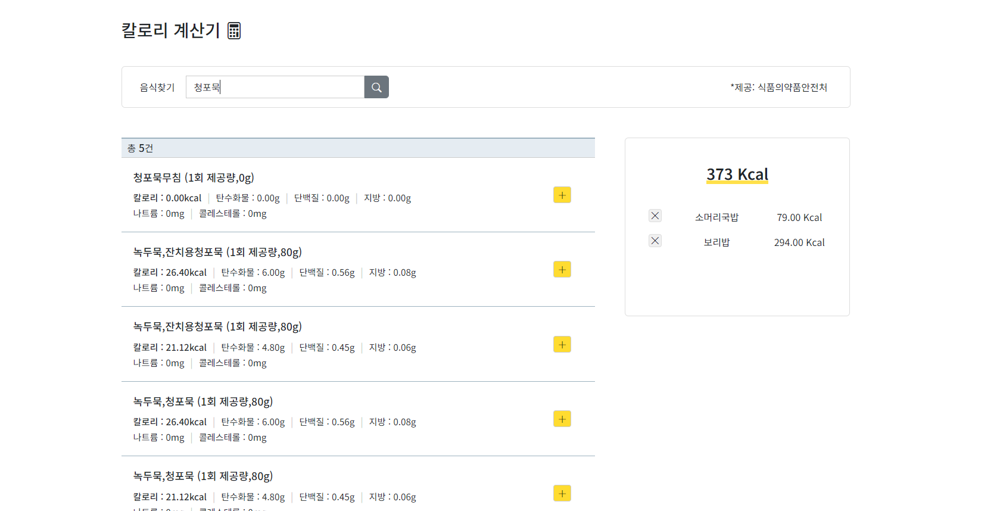 칼로리 계산기
음식찾기 청포묵 *제공: 식품의약품안전처
총 5건
청포묵무침 (1회 제공량,0g)
칼로리 : 0.00kcal | 탄수화물 : 0.00g | 단백질 : 0.00g | 지방 : 0.00g
나트륨 : 0mg | 콜레스테롤 : 0mg
녹두묵,잔치용청포묵 (1회 제공량,80g)
칼로리 : 26.40kcal | 탄수화물 : 6.00g | 단백질 : 0.56g | 지방 : 0.08g
나트륨 : 0mg | 콜레스테롤 : 0mg
녹두묵,잔치용청포묵 (1회 제공량,80g)
칼로리 : 21.12kcal | 탄수화물 : 4.80g | 단백질 : 0.45g | 지방 : 0.06g
나트륨 : 0mg | 콜레스테롤 : 0mg
녹두묵,청포묵 (1회 제공량,80g)
칼로리 : 26.40kcal | 탄수화물 : 6.00g | 단백질 : 0.56g | 지방 : 0.08g
나트륨 : 0mg | 콜레스테롤 : 0mg
녹두묵,청포묵 (1회 제공량,80g)
칼로리 : 21.12kcal | 탄수화물 : 4.80g | 단백질 : 0.45g | 지방 : 0.06g
373 Kcal
소머리국밥 79.00 Kcal
보리밥 294.00 Kcal